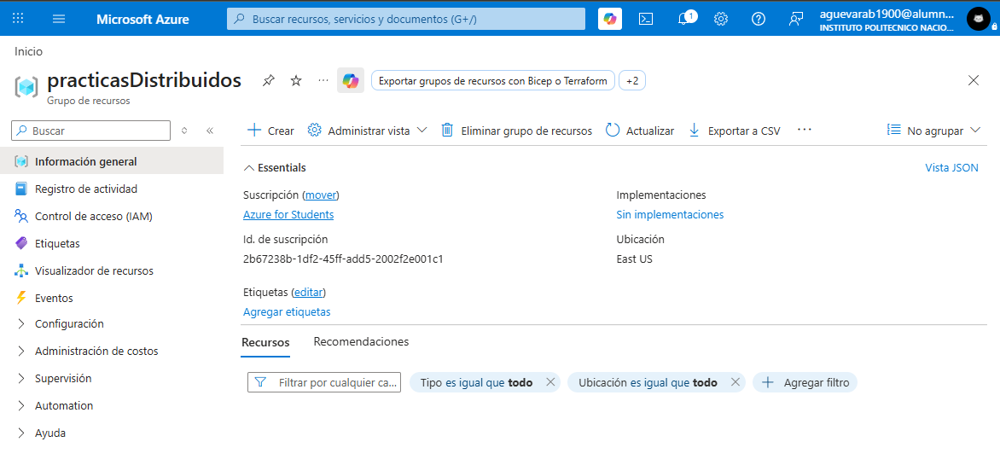 Microsoft Azure
Buscar recursos, servicios y documentos (G+/)
1
aguevarab1900@alumn...
INSTITUTO POLITECNICO NACIO...
Inicio
practicasDistribuidos
...
Exportar grupos de recursos con Bicep o Terraform
+2
Grupo de recursos
Buscar
Crear
Administrar vista
Eliminar grupo de recursos
Actualizar
Exportar a CSV
...
No agrupar
Información general
Registro de actividad
Control de acceso (IAM)
Etiquetas
Visualizador de recursos
Eventos
Configuración
Administración de costos
Supervisión
Automation
Ayuda
Essentials
Vista JSON
Suscripción (mover)
Azure for Students
Id. de suscripción
2b67238b-1df2-45ff-add5-2002f2e001c1
Implementaciones
Sin implementaciones
Ubicación
East US
Etiquetas (editar)
Agregar etiquetas
Recursos
Recomendaciones
Filtrar por cualquier ca...
Tipo es igual que todo
Ubicación es igual que todo
Agregar filtro